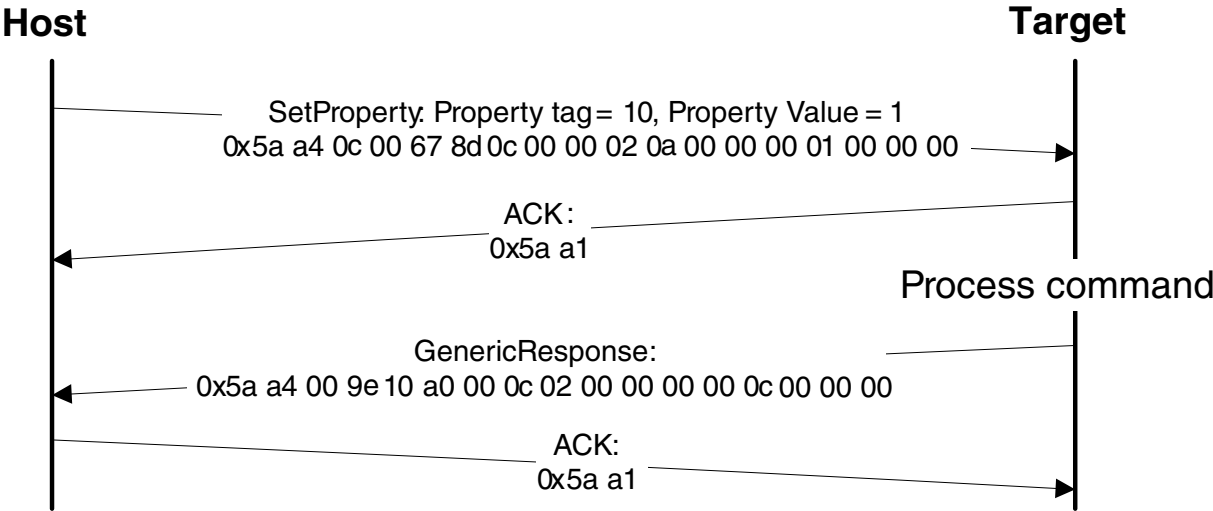 Host
Target
SetProperty: Property tag = 10, Property Value = 1
0x5a a4 0c 00 67 8d 0c 00 00 02 0a 00 00 00 01 00 00 00
ACK:
0x5a a1
Process command
GenericResponse:
0x5a a4 00 9e 10 a0 00 0c 02 00 00 00 00 0c 00 00 00
ACK:
0x5a a1